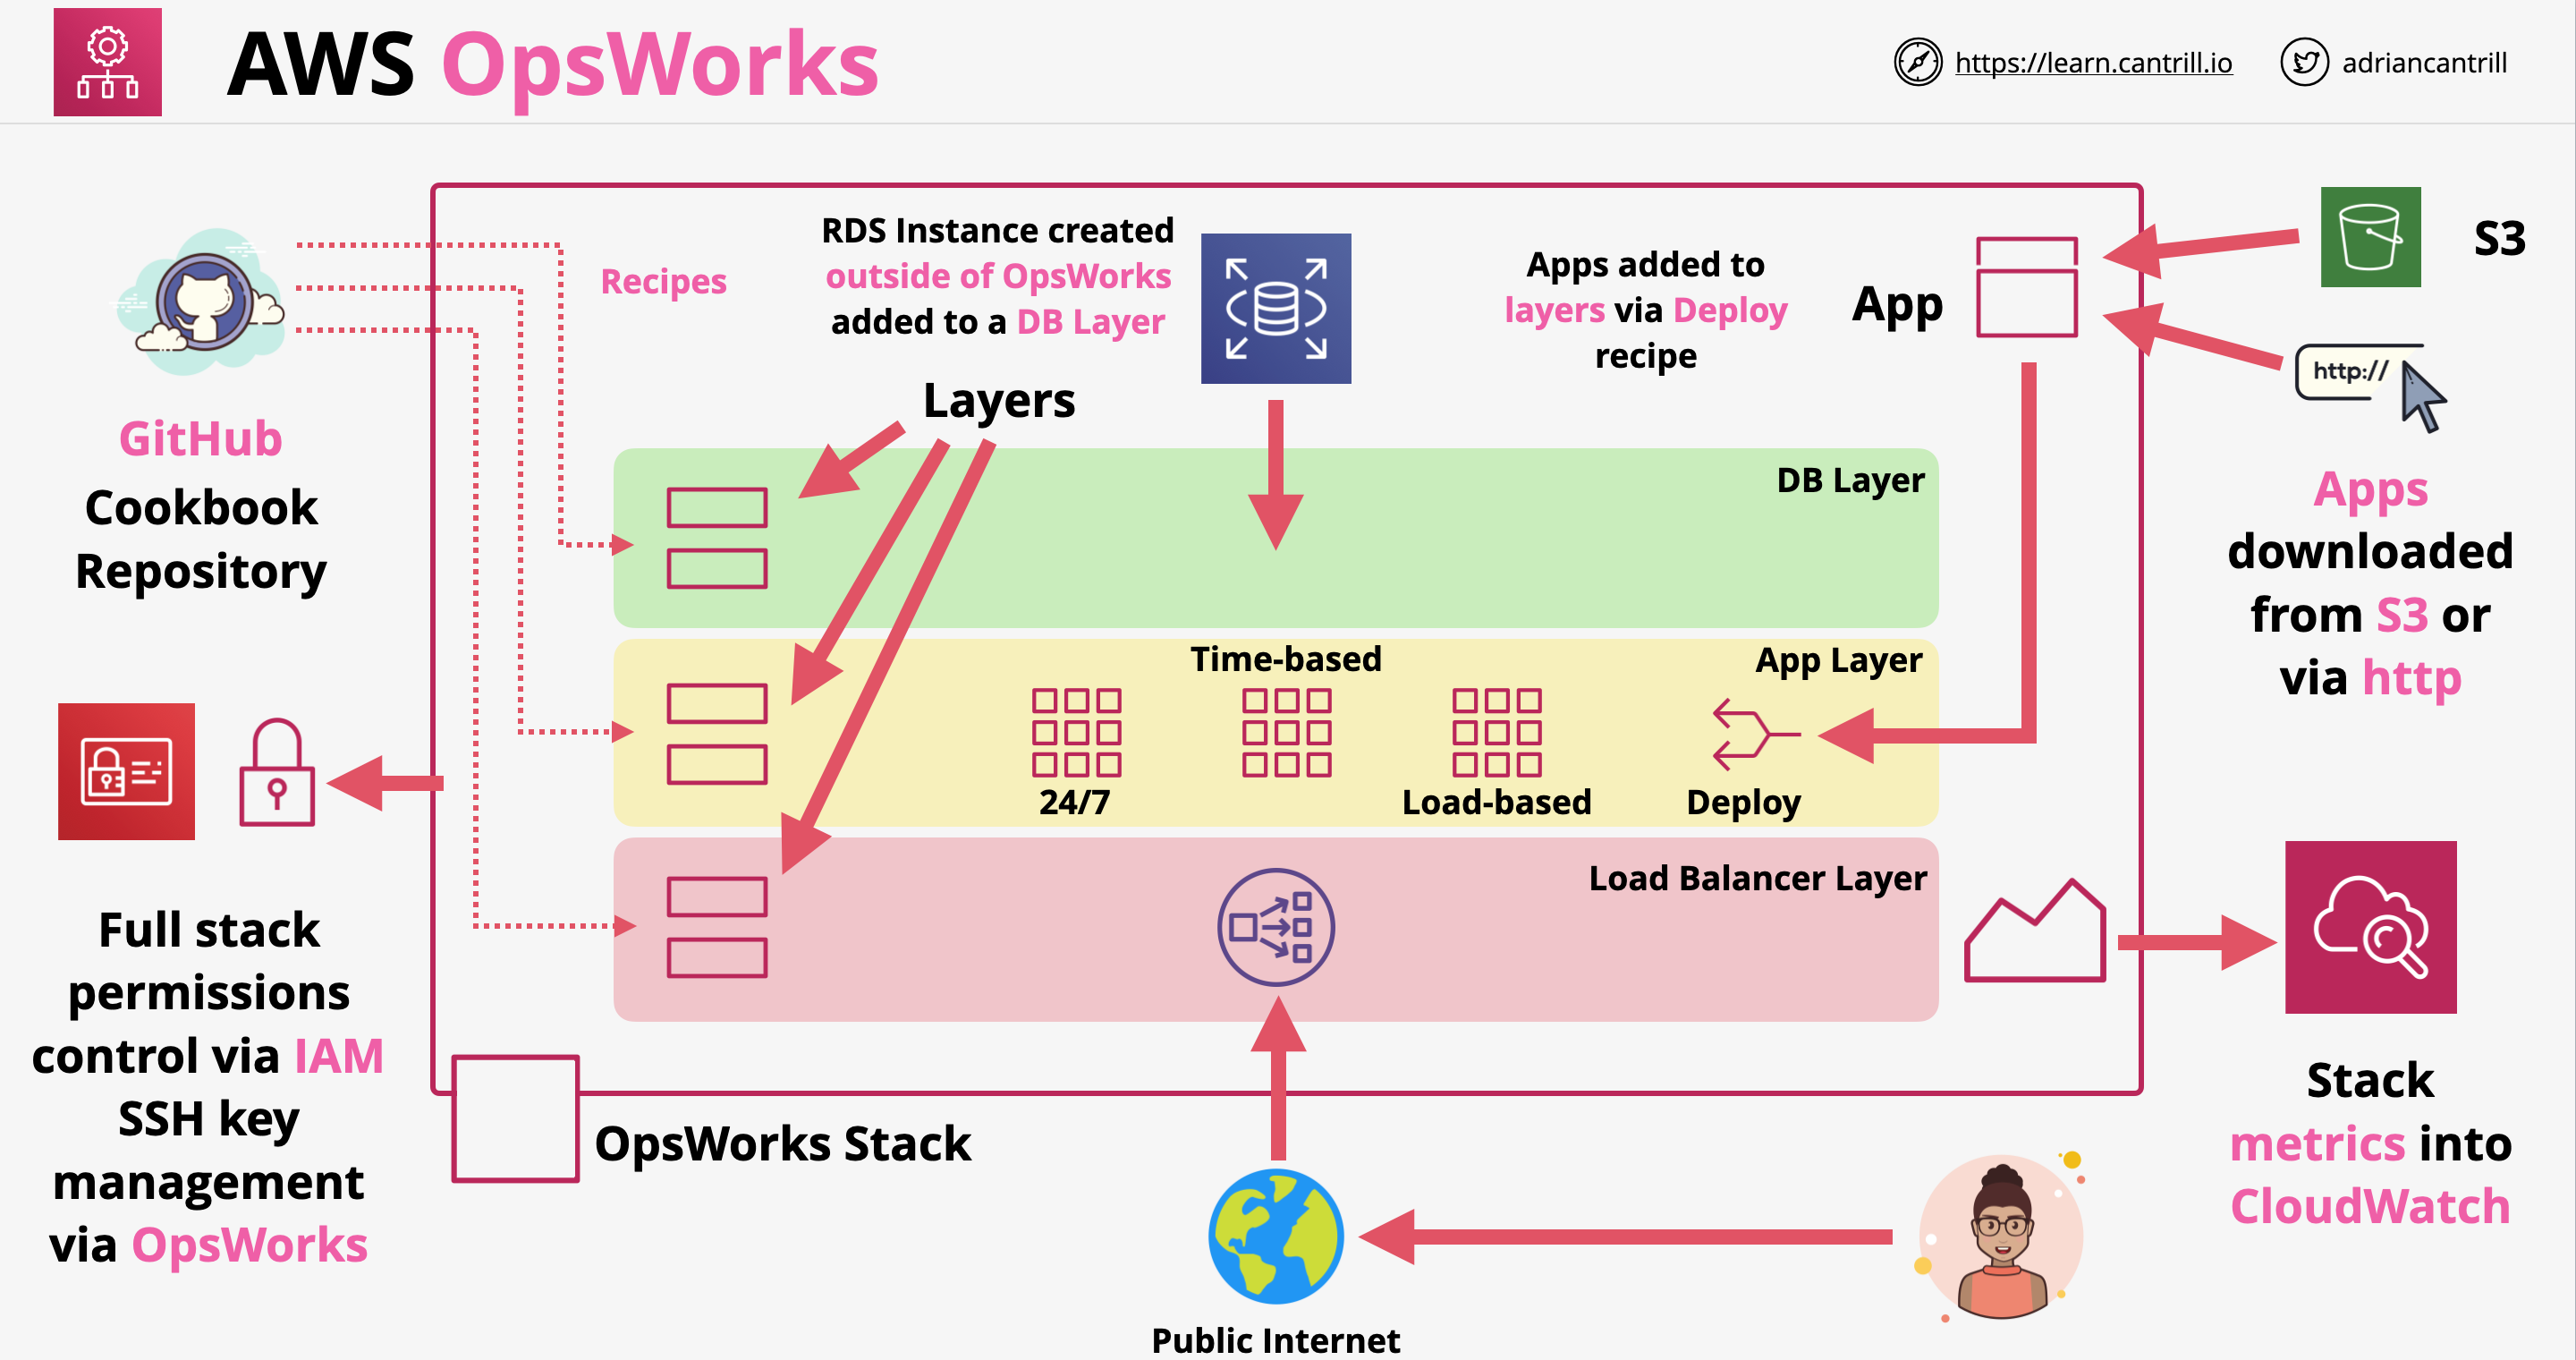 AWS OpsWorks
https://learn.cantrill.io
adriancantrill
GitHub
Cookbook
Repository
Recipes
RDS Instance created
outside of OpsWorks
added to a DB Layer
Layers
Apps added to
layers via Deploy
recipe
App
S3
http://
Apps
downloaded
from S3 or
via http
DB Layer
Time-based
App Layer
24/7
Load-based
Deploy
Load Balancer Layer
Full stack
permissions
control via IAM
SSH key
management
via OpsWorks
OpsWorks Stack
Stack
metrics into
CloudWatch
Public Internet